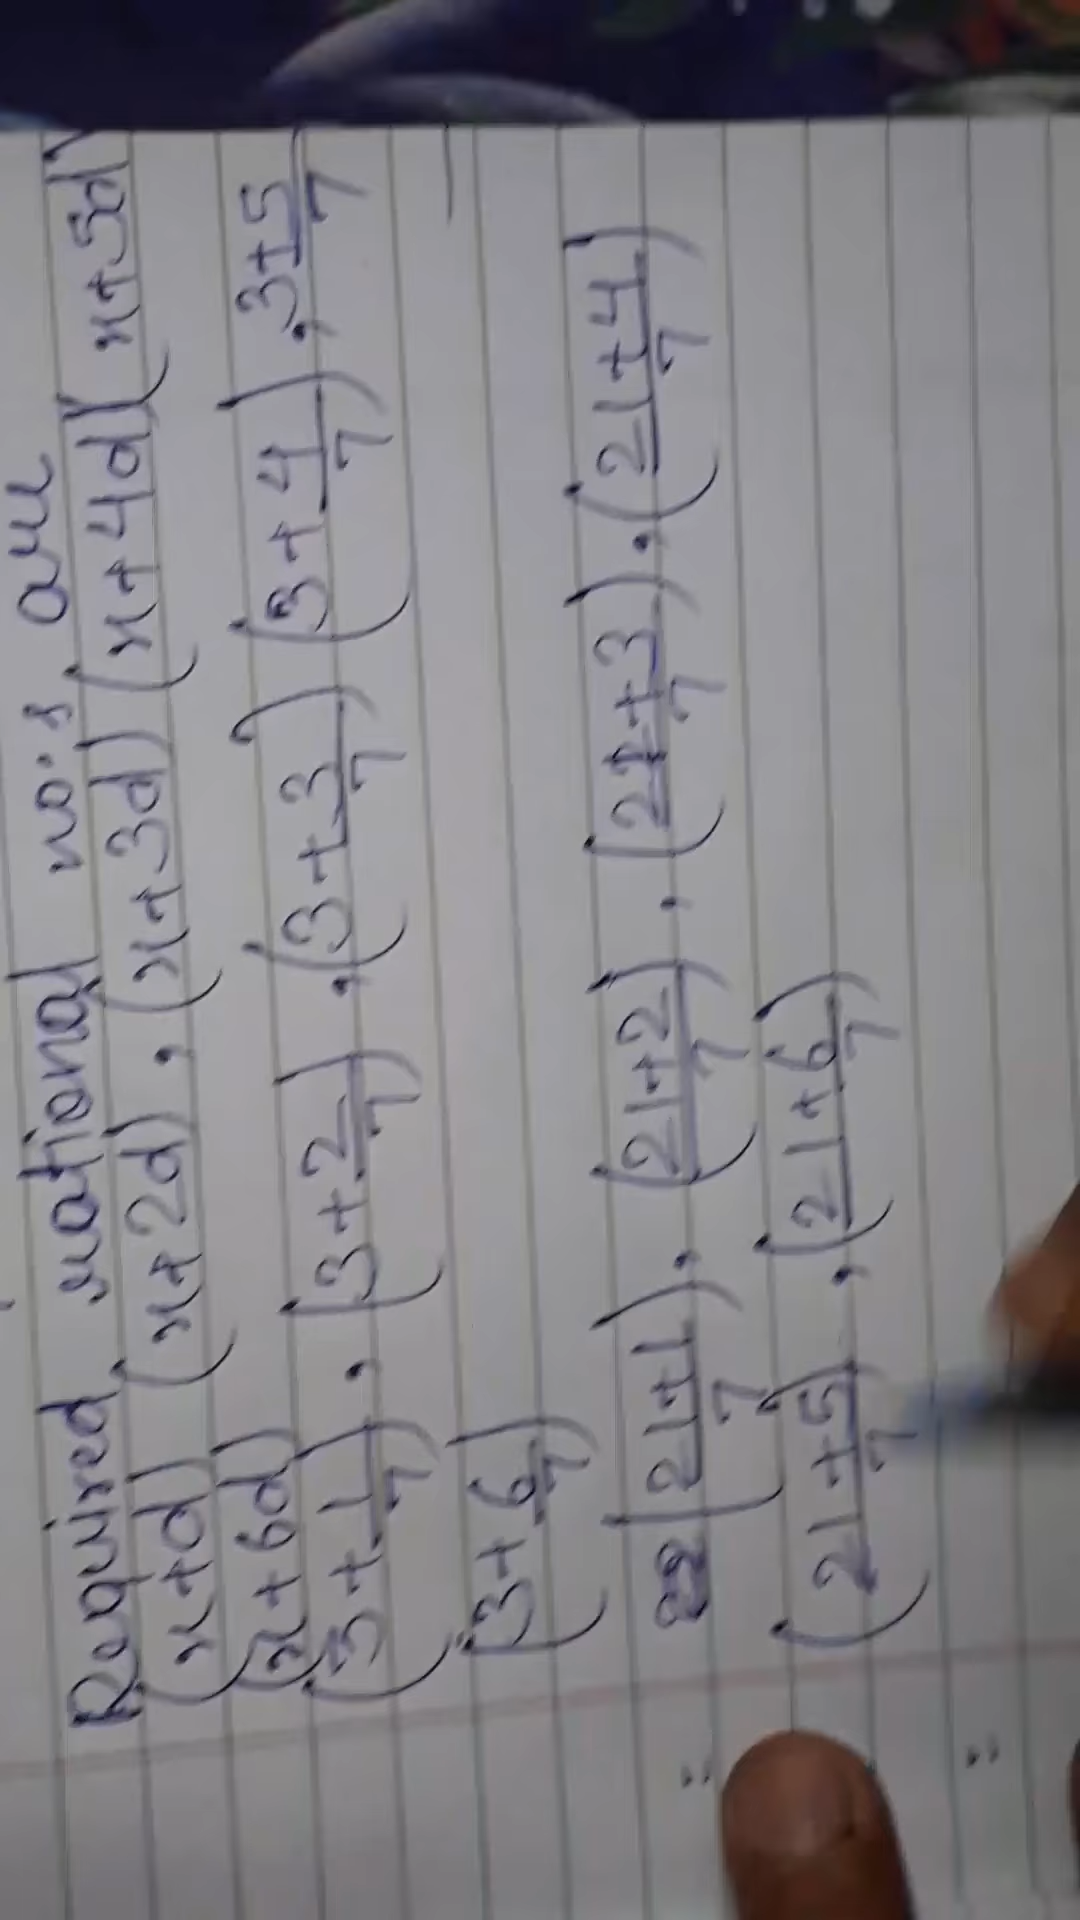 Required rational no.s are
(x+d), (x+2d), (x+3d) (x+4d) (x+5d)
(x+6d)
(3+1/7), (3+2/7), (3+3/7) (3+4/7), 3+5/7
(3+6/7)
(21+1/7), (21+2/7), (21+3/7), (21+4/7)
(21+5/7), (21+6/7)